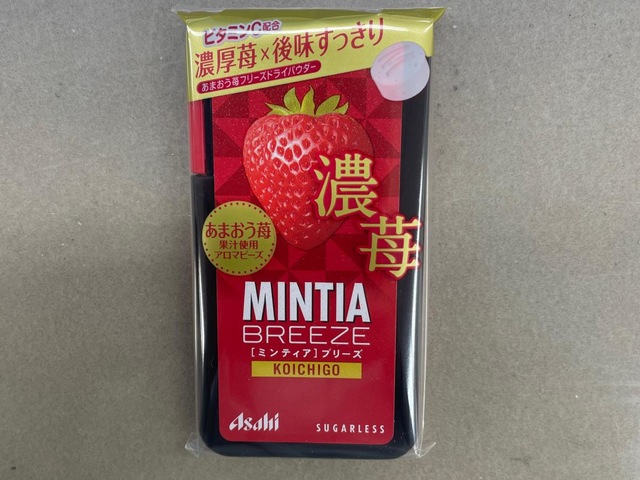 ビタミンC配合
濃厚苺×後味すっきり
あまおう苺フリーズドライパウダー
濃
苺
あまおう苺
果汁使用
アロマビーズ
MINTIA
BREEZE
[ミンティア]ブリーズ
KOICHIGO
Asahi
SUGARLESS